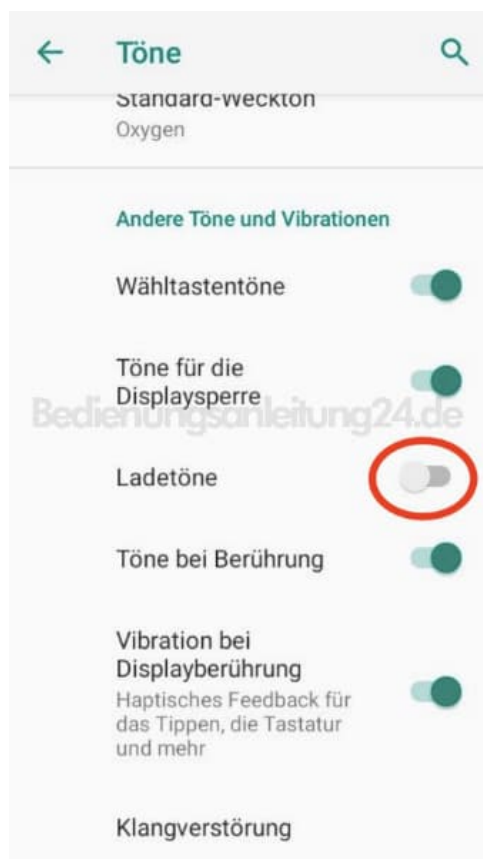 Töne
Standard-Weckton
Oxygen
Andere Töne und Vibrationen
Wähltastentöne
Töne für die
Displaysperre
Bedienungsanleitung24.de
Ladetöne
Töne bei Berührung
Vibration bei
Displayberührung
Haptisches Feedback für
das Tippen, die Tastatur
und mehr
Klangverstörung